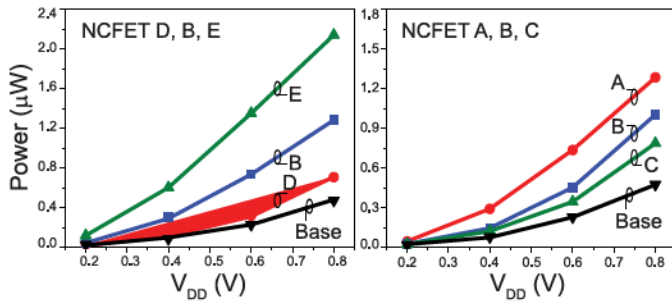 NCFET D, B, E
NCFET A, B, C
Power (μW)
2.4
2.0
1.6
1.2
0.8
0.4
0.0
E
B
D
Base
0.2 0.3 0.4 0.5 0.6 0.7 0.8
V_DD (V)
1.8
1.5
1.2
0.9
0.6
0.3
0.0
A
B
C
Base
0.2 0.3 0.4 0.5 0.6 0.7 0.8
V_DD (V)